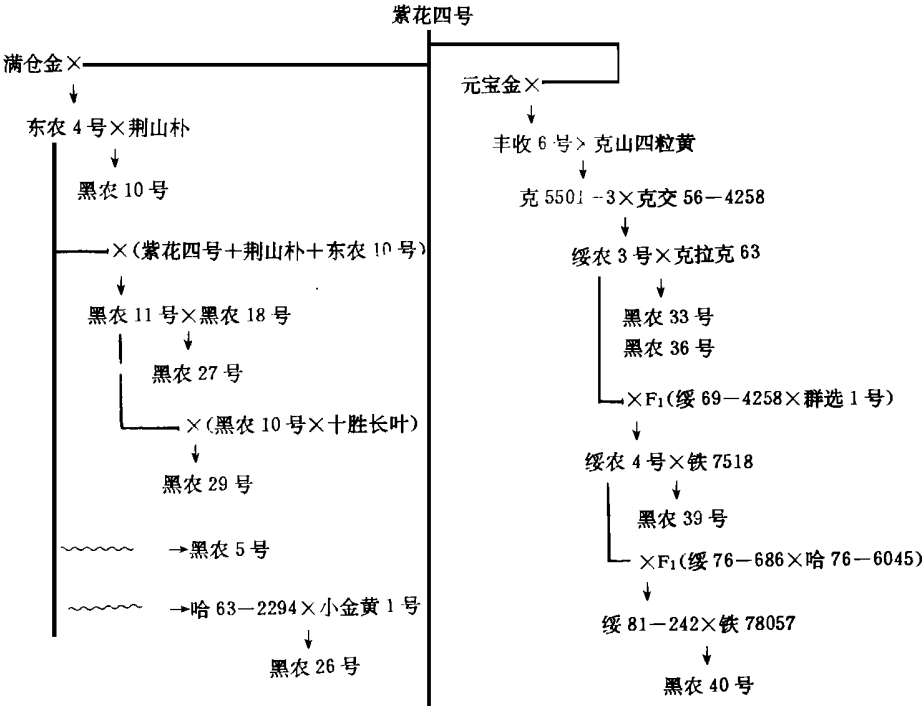 紫花四号
满仓金×
东农4号×荆山朴
黑农10号
×(紫花四号+荆山朴+东农10号)
黑农11号×黑农18号
黑农27号
×(黑农10号×十胜长叶)
黑农29号
→黑农5号
→哈63-2294×小金黄1号
黑农26号
元宝金×
丰收6号×克山四粒黄
克5501-3×克交56-4258
绥农3号×克拉克63
黑农33号
黑农36号
×F₁(绥69-4258×群选1号)
绥农4号×铁7518
黑农39号
×F₁(绥76-686×哈76-6045)
绥81-242×铁78057
黑农40号